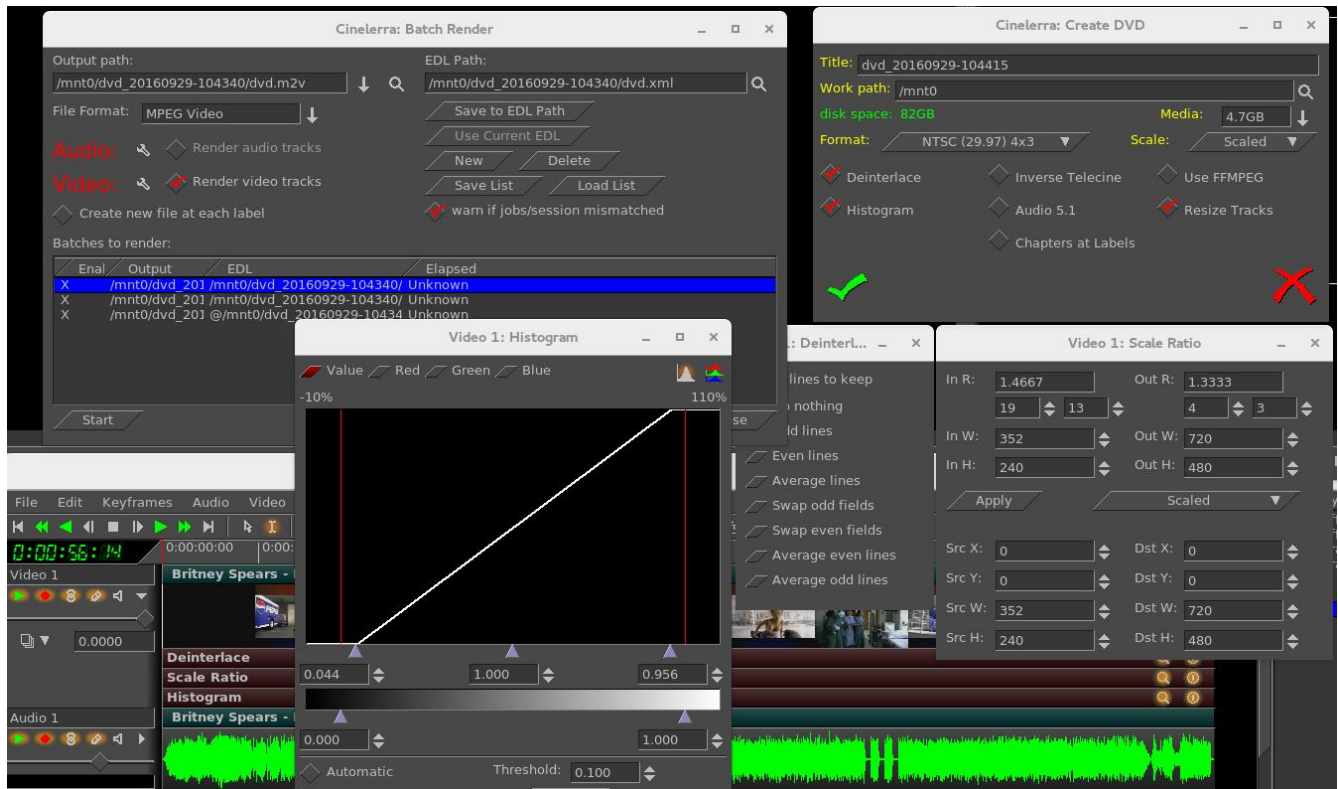 Cinelerra: Batch Render
Output path:
/mnt0/dvd_20160929-104340/dvd.m2v
EDL Path:
/mnt0/dvd_20160929-104340/dvd.xml
File Format: MPEG Video
Save to EDL Path
Use Current EDL
Audio: Render audio tracks
New Delete
Video: Render video tracks
Save List Load List
Create new file at each label
warn if jobs/session mismatched
Batches to render:
Enal Output EDL Elapsed
X /mnt0/dvd_201 /mnt0/dvd_20160929-104340/ Unknown
X /mnt0/dvd_201 /mnt0/dvd_20160929-104340/ Unknown
X /mnt0/dvd_201 @/mnt0/dvd_20160929-10434 Unknown
Start
se
Cinelerra: Create DVD
Title: dvd_20160929-104415
Work path: /mnt0
disk space: 82GB
Media: 4.7GB
Format: NTSC (29.97) 4x3
Scale: Scaled
Deinterlace Inverse Telecine Use FFMPEG
Histogram Audio 5.1 Resize Tracks
Chapters at Labels
Video 1: Histogram
Value Red Green Blue
-10% 110%
0.044 1.000 0.956
0.000 1.000
Automatic Threshold: 0.100
.: Deinterl...
lines to keep
nothing
dd lines
Even lines
Average lines
Swap odd fields
Swap even fields
Average even lines
Average odd lines
Video 1: Scale Ratio
In R: 1.4667 Out R: 1.3333
19 13 4 3
In W: 352 Out W: 720
In H: 240 Out H: 480
Apply Scaled
Src X: 0 Dst X: 0
Src Y: 0 Dst Y: 0
Src W: 352 Dst W: 720
Src H: 240 Dst H: 480
File Edit Keyframes Audio Video
0:00:56:14 0:00:00:00 0:00:
Video 1
Britney Spears -
PEPSI
0.0000
Deinterlace
Scale Ratio
Histogram
Audio 1
Britney Spears -